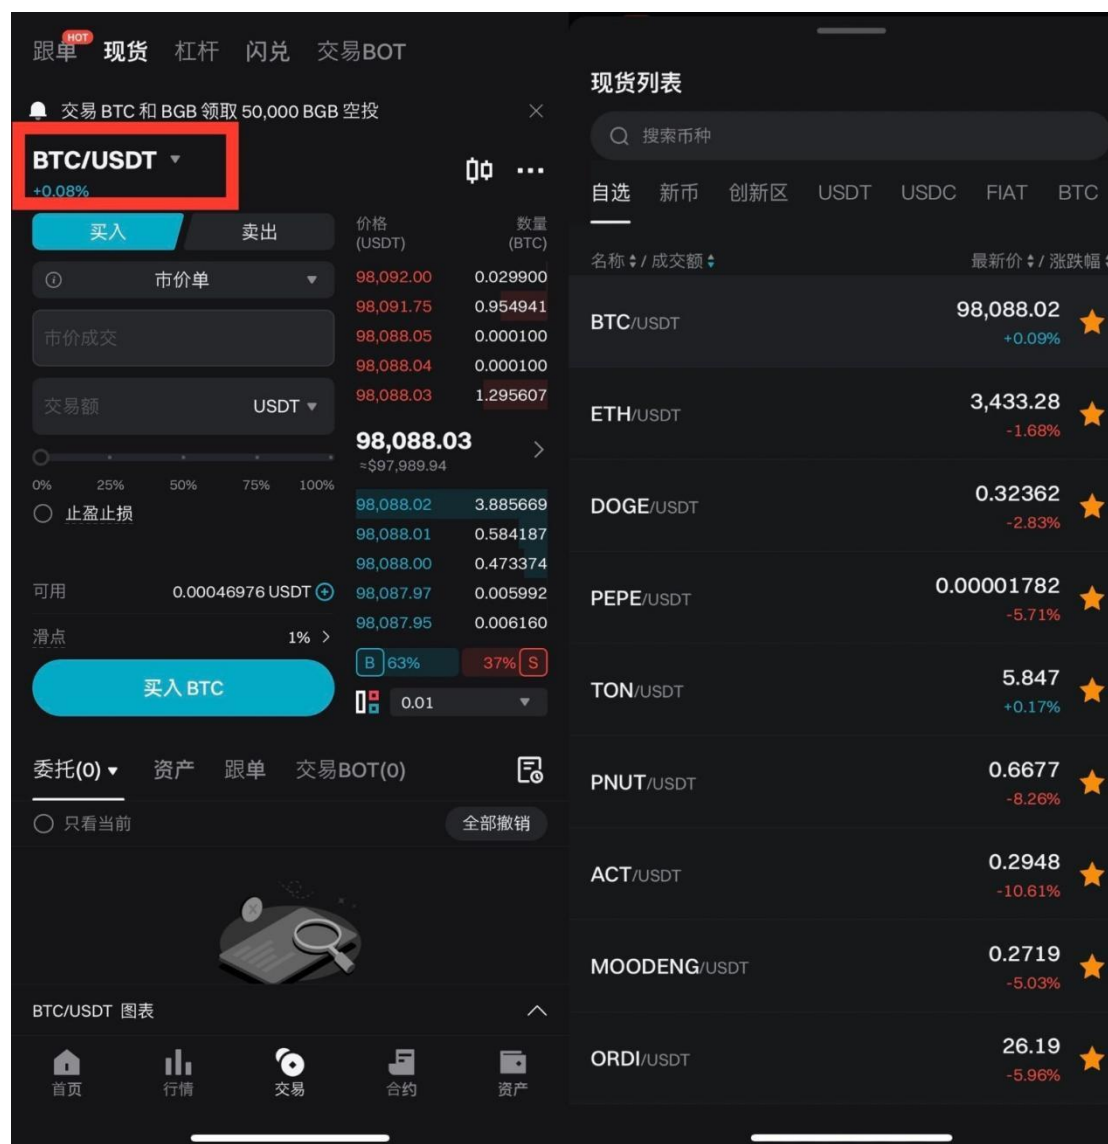 HOT
跟单 现货 杠杆 闪兑 交易BOT
交易 BTC 和 BGB 领取 50,000 BGB 空投
BTC/USDT
+0.08%
买入 卖出
市价单
市价成交
交易额 USDT
0% 25% 50% 75% 100%
止盈止损
可用 0.00046976 USDT
滑点 1%
买入 BTC
价格 数量
(USDT) (BTC)
98,092.00 0.029900
98,091.75 0.954941
98,088.05 0.000100
98,088.04 0.000100
98,088.03 1.295607
98,088.03
≈$97,989.94
98,088.02 3.885669
98,088.01 0.584187
98,088.00 0.473374
98,087.97 0.005992
98,087.95 0.006160
B 63% 37% S
0.01
委托(0) 资产 跟单 交易BOT(0)
只看当前 全部撤销
BTC/USDT 图表
首页 行情 交易 合约 资产
现货列表
搜索币种
自选 新币 创新区 USDT USDC FIAT BTC
名称 / 成交额 最新价 / 涨跌幅
BTC/USDT 98,088.02
+0.09%
ETH/USDT 3,433.28
-1.68%
DOGE/USDT 0.32362
-2.83%
PEPE/USDT 0.00001782
-5.71%
TON/USDT 5.847
+0.17%
PNUT/USDT 0.6677
-8.26%
ACT/USDT 0.2948
-10.61%
MOODENG/USDT 0.2719
-5.03%
ORDI/USDT 26.19
-5.96%